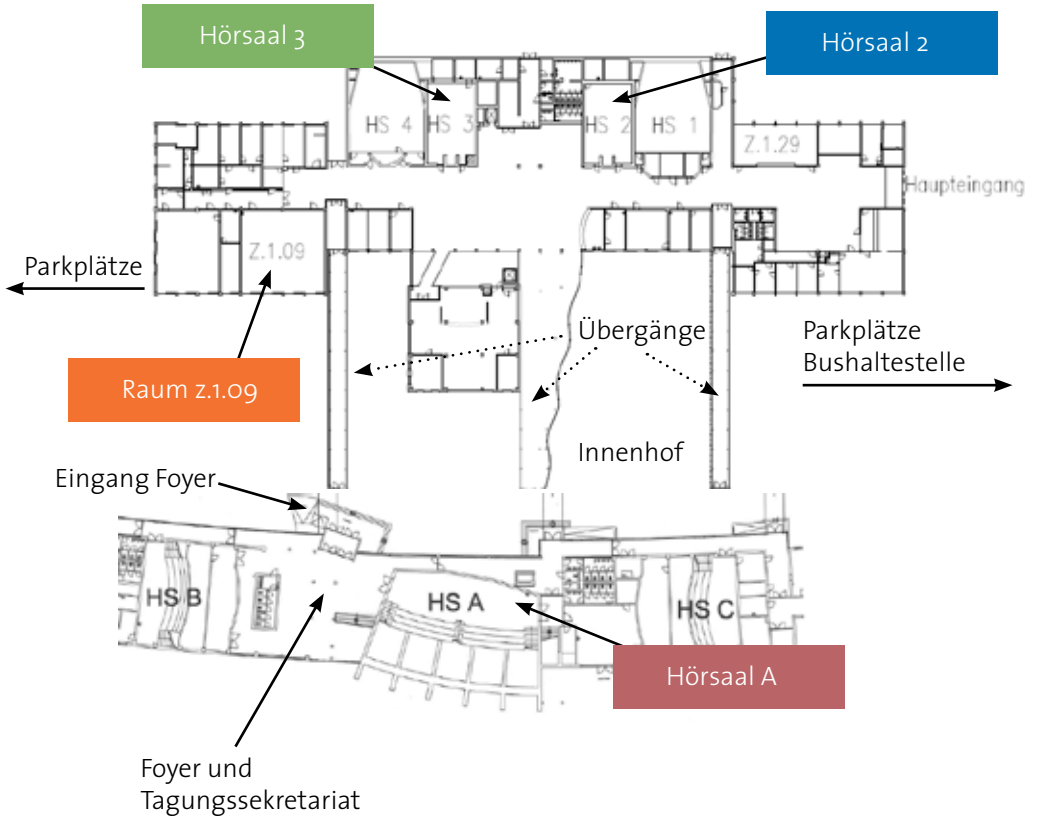 Hörsaal 3
Hörsaal 2
HS 4
HS 3
HS 2
HS 1
Z.1.29
Haupteingang
Z.1.09
Parkplätze
Übergänge
Parkplätze
Bushaltestelle
Raum z.1.09
Innenhof
Eingang Foyer
HS B
HS A
HS C
Hörsaal A
Foyer und
Tagungssekretariat